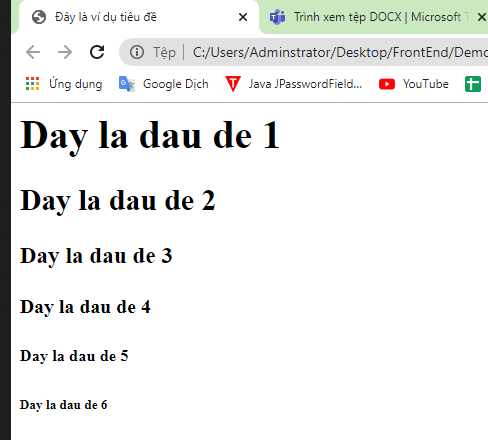 Đây là ví dụ tiêu đề
Trình xem tệp DOCX | Microsoft T
Tệp
C:/Users/Adminstrator/Desktop/FrontEnd/Demo
Ứng dụng
Google Dịch
Java JPasswordField...
YouTube
Day la dau de 1
Day la dau de 2
Day la dau de 3
Day la dau de 4
Day la dau de 5
Day la dau de 6